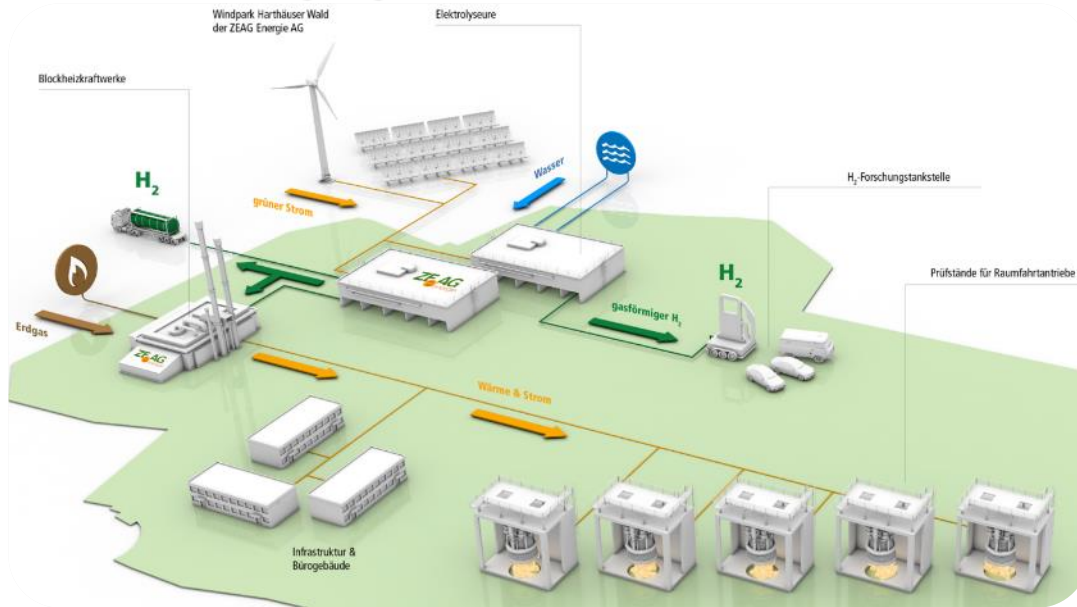 Windpark Harthäuser Wald
der ZEAG Energie AG
Elektrolyseure
Blockheizkraftwerke
Wasser
H₂
grüner Strom
H₂-Forschungstankstelle
ZEAG
H₂
Prüfstände für Raumfahrtantriebe
gasförmiger H₂
Erdgas
ZEAG
Wärme & Strom
Infrastruktur &
Bürogebäude